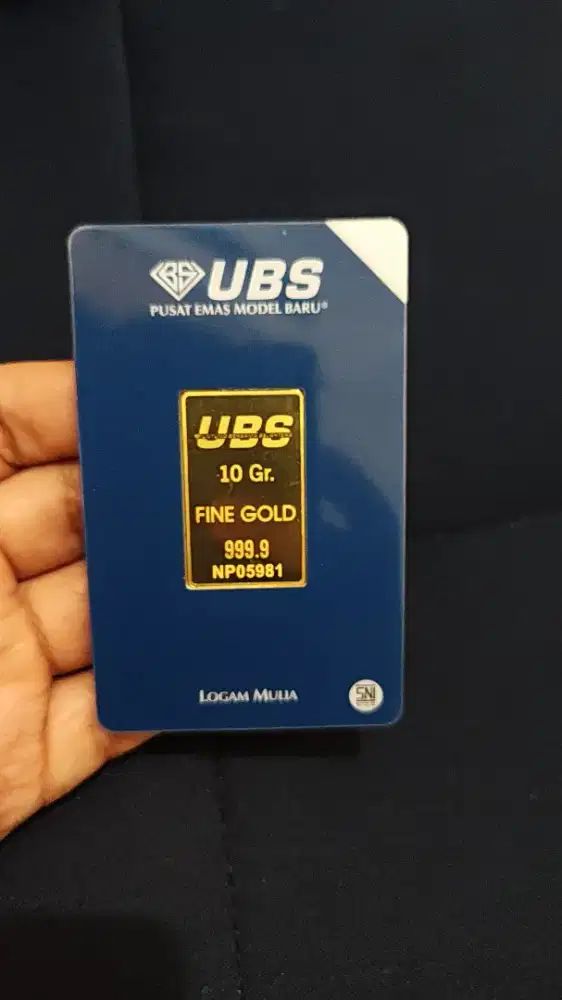 UBS
PUSAT EMAS MODEL BARU®
UBS
10 Gr.
FINE GOLD
999.9
NP05981
LOGAM MULIA
SNI